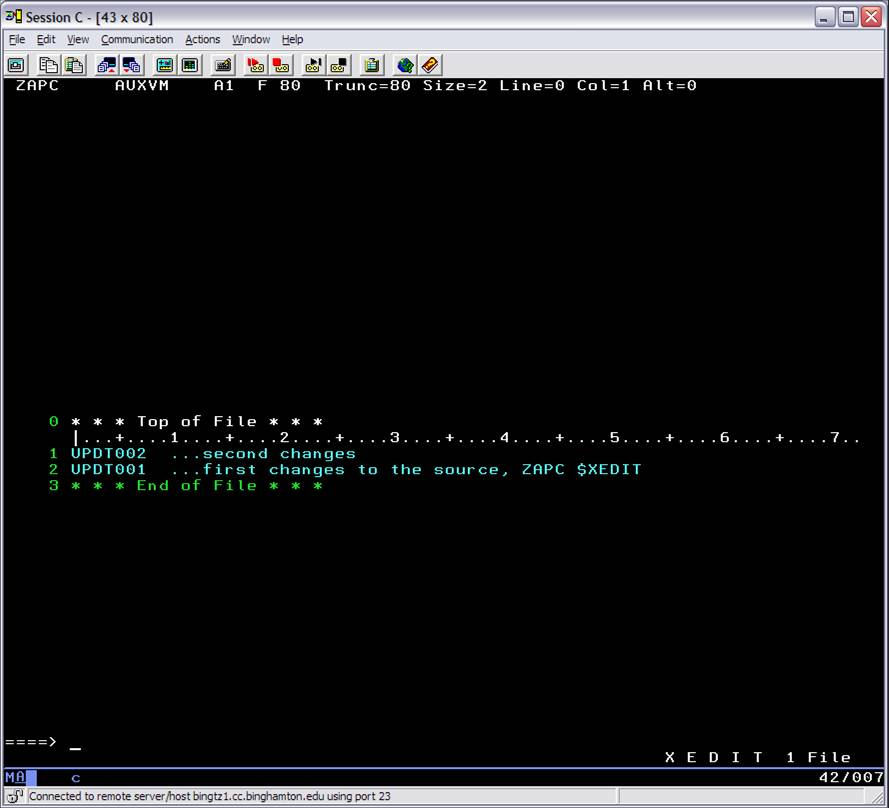 Session C - [43 x 80]
File Edit View Communication Actions Window Help
ZAPC AUXVM A1 F 80 Trunc=80 Size=2 Line=0 Col=1 Alt=0
0 * * * Top of File * * *
|...+....1....+....2....+....3....+....4....+....5....+....6....+....7..
1 UPDT002 ...second changes
2 UPDT001 ...first changes to the source, ZAPC $XEDIT
3 * * * End of File * * *
====> _
X E D I T 1 File
MA c 42/007
Connected to remote server/host bingtz1.cc.binghamton.edu using port 23